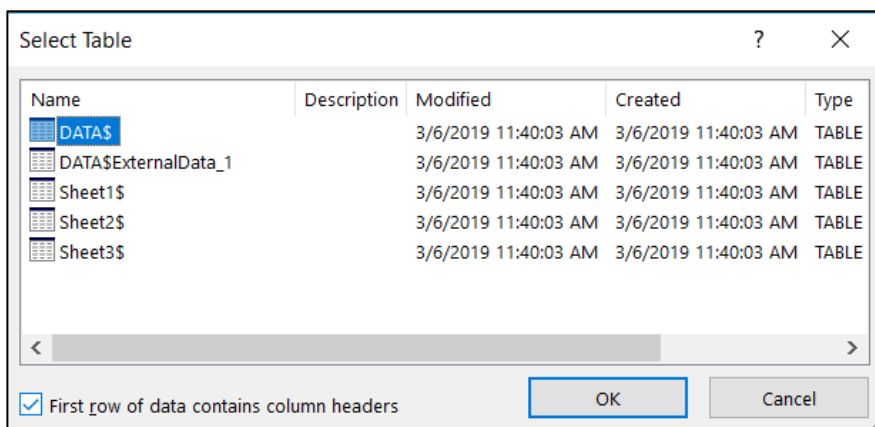 Select Table ?
Name Description Modified Created Type
DATA$ 3/6/2019 11:40:03 AM 3/6/2019 11:40:03 AM TABLE
DATA$ExternalData_1 3/6/2019 11:40:03 AM 3/6/2019 11:40:03 AM TABLE
Sheet1$ 3/6/2019 11:40:03 AM 3/6/2019 11:40:03 AM TABLE
Sheet2$ 3/6/2019 11:40:03 AM 3/6/2019 11:40:03 AM TABLE
Sheet3$ 3/6/2019 11:40:03 AM 3/6/2019 11:40:03 AM TABLE
First row of data contains column headers OK Cancel